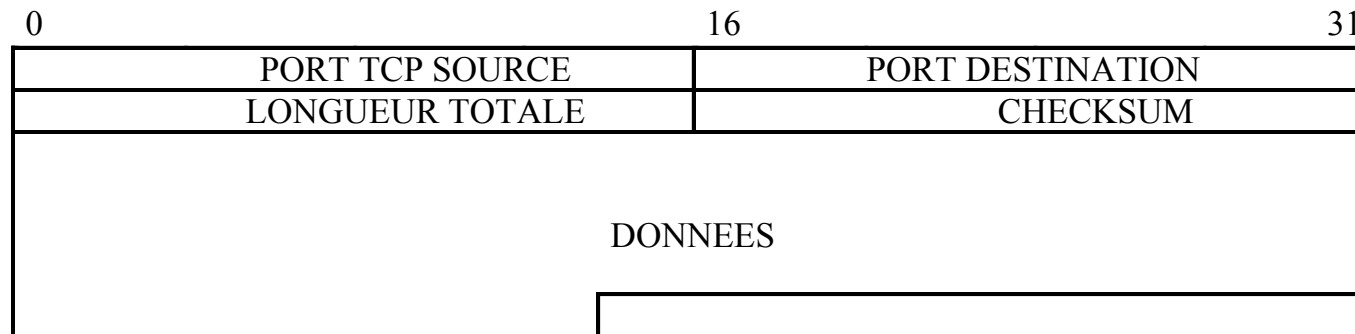 0 16 31
PORT TCP SOURCE PORT DESTINATION
LONGUEUR TOTALE CHECKSUM
DONNEES